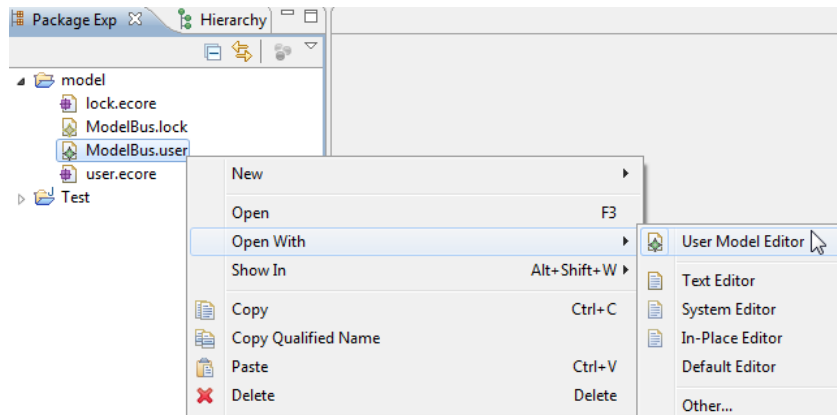 Package Exp Hierarchy
model
lock.ecore
ModelBus.lock
ModelBus.user
user.ecore
Test
New
Open F3
Open With
Show In Alt+Shift+W
Copy Ctrl+C
Copy Qualified Name
Paste Ctrl+V
Delete Delete
User Model Editor
Text Editor
System Editor
In-Place Editor
Default Editor
Other...